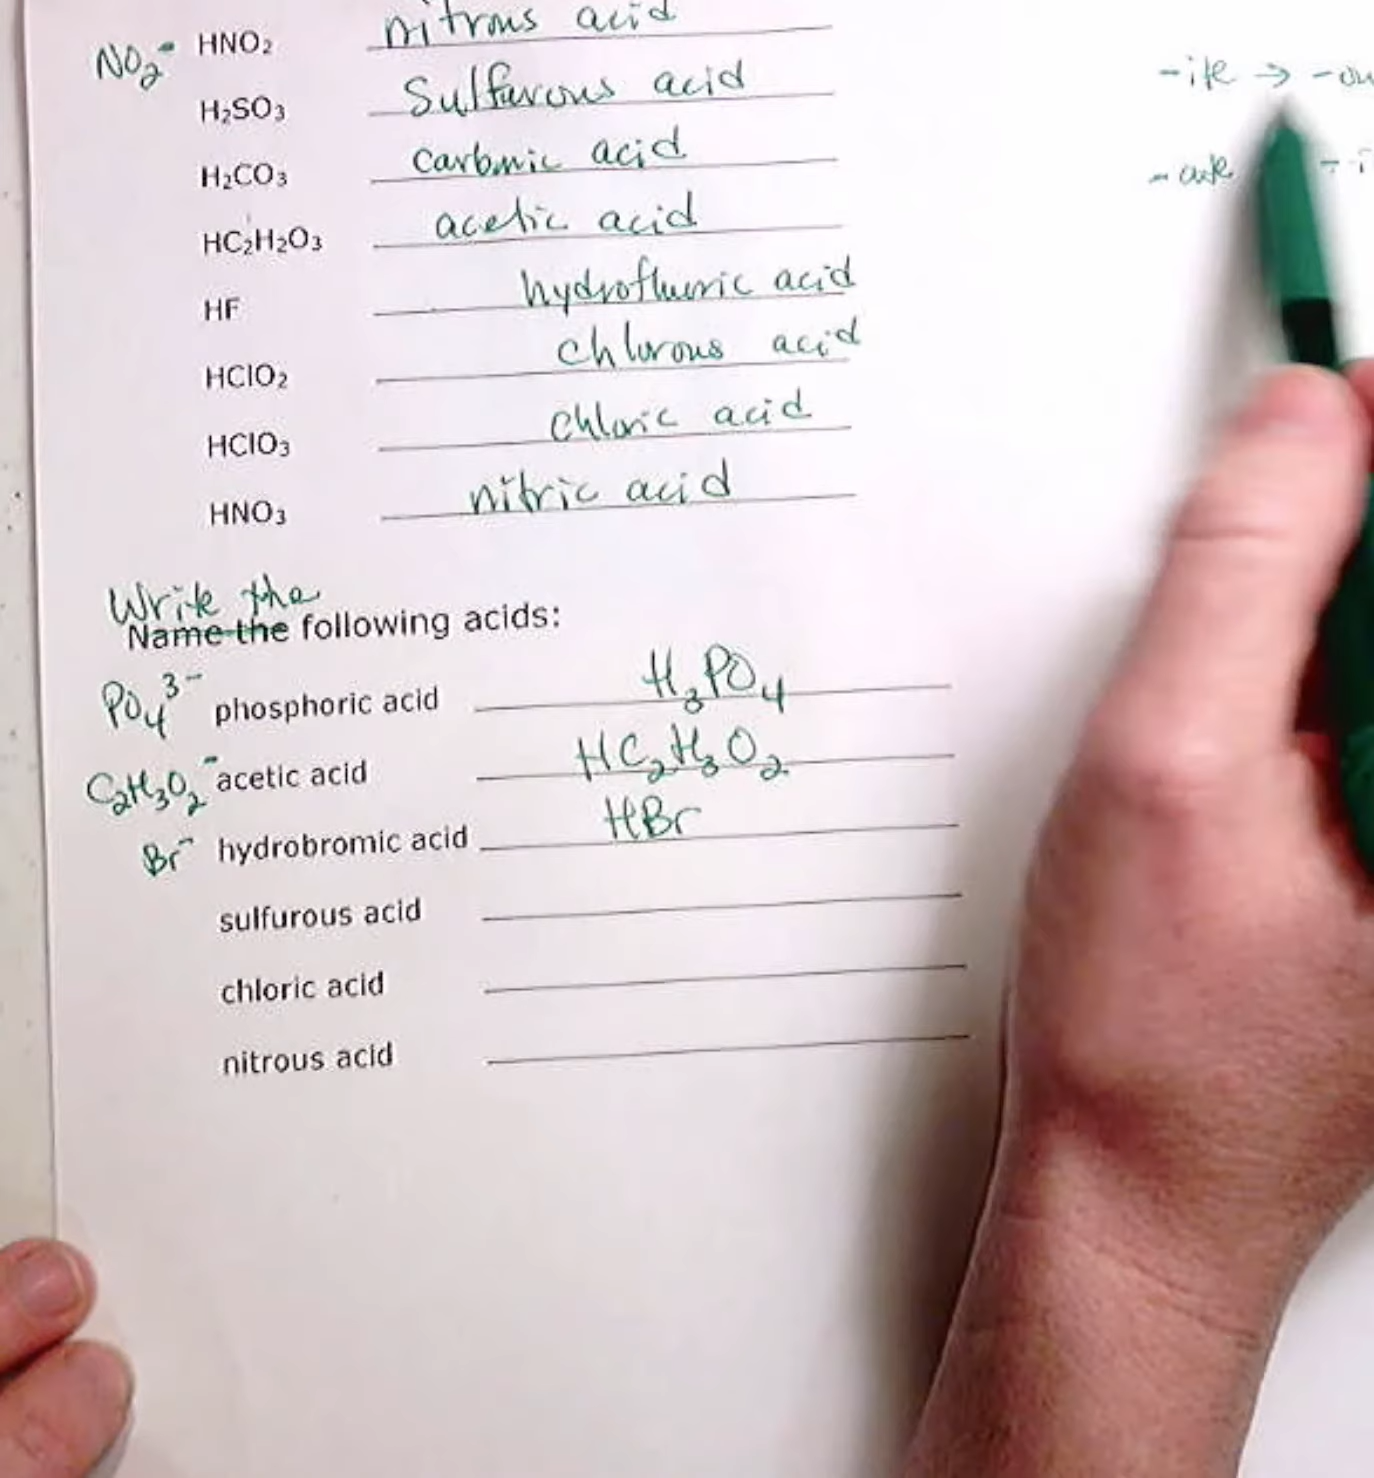 NO₂⁻ HNO₂ nitrous acid
H₂SO₃ Sulfurous acid
H₂CO₃ carbonic acid
HC₂H₂O₃ acetic acid
HF hydrofluoric acid
HClO₂ chlorous acid
HClO₃ chloric acid
HNO₃ nitric acid
-ite → -ou
-ate - i
Write the
Name the following acids:
PO₄³⁻ phosphoric acid H₃PO₄
C₂H₃O₂⁻ acetic acid HC₂H₃O₂
Br⁻ hydrobromic acid HBr
sulfurous acid
chloric acid
nitrous acid